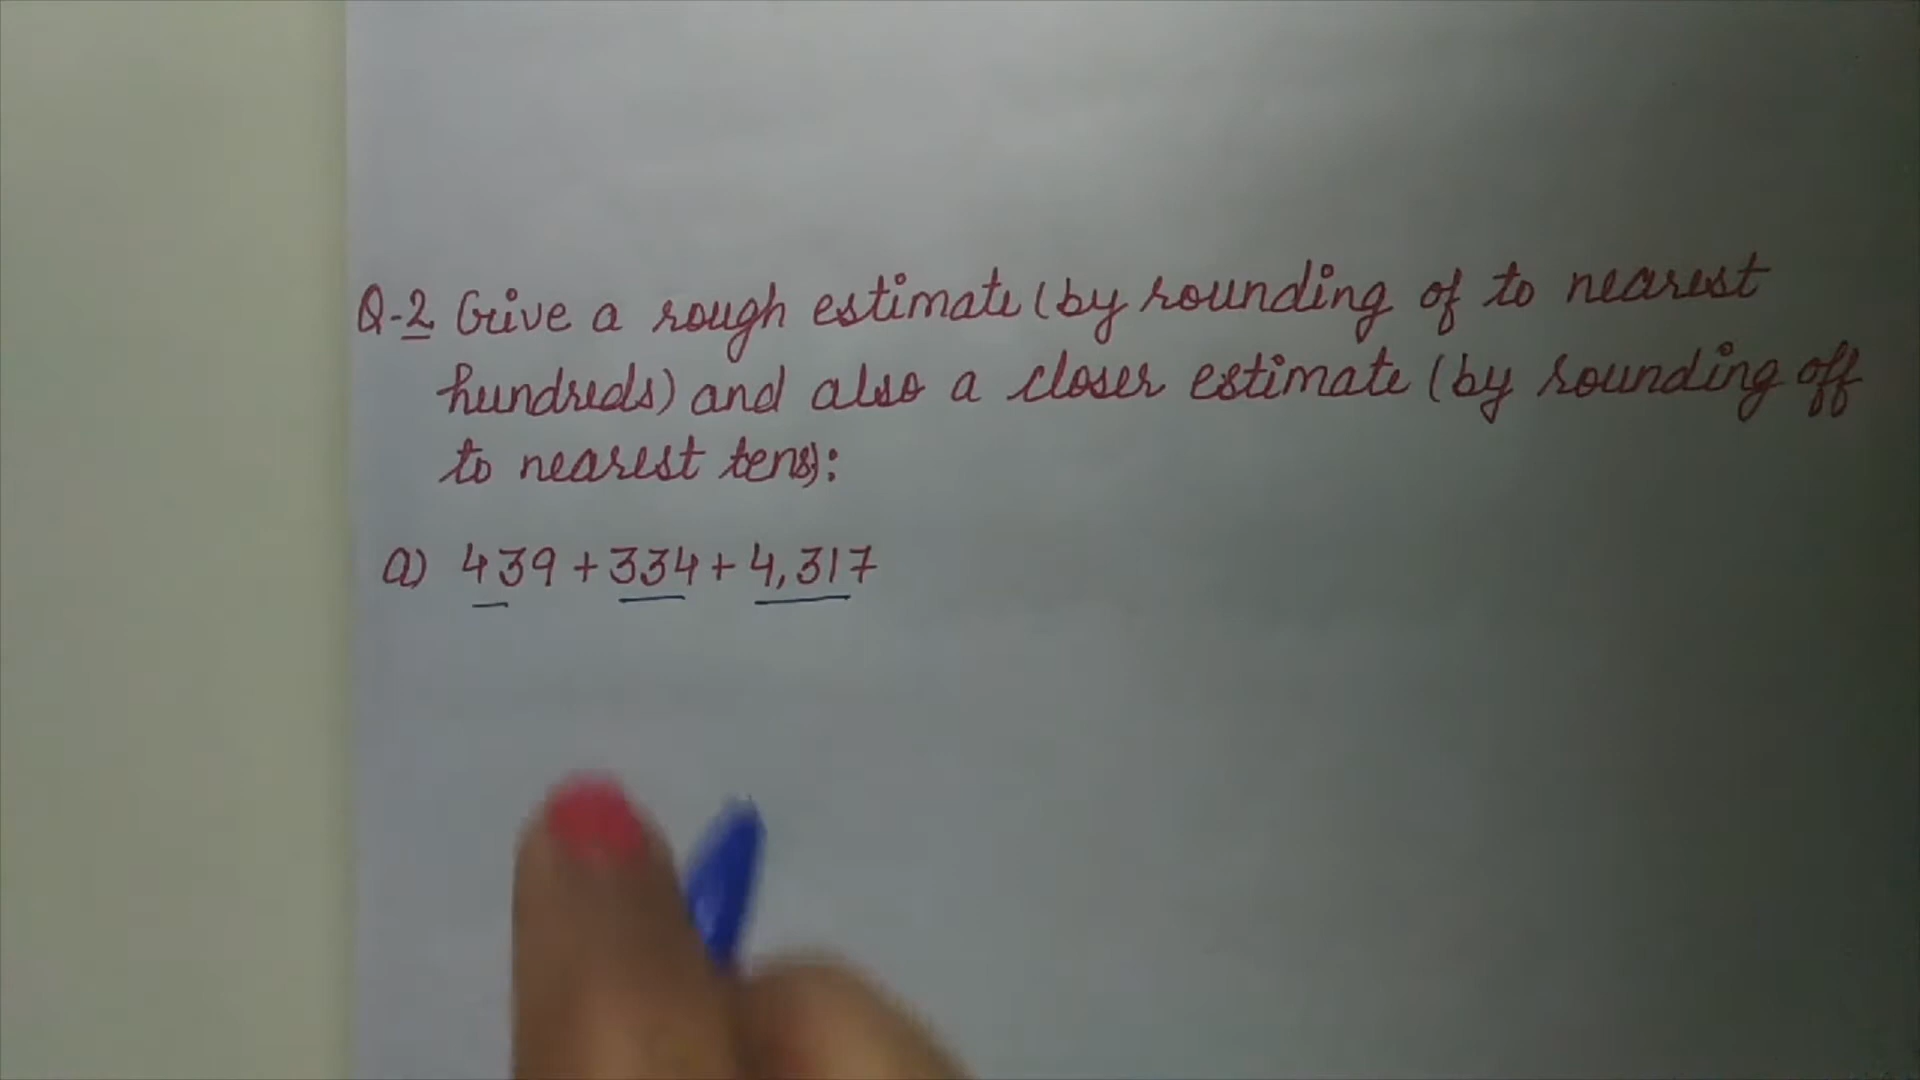 Q-2 Give a rough estimate (by rounding of to nearest
hundreds) and also a closer estimate (by rounding off
to nearest tens):
a) 439 + 334 + 4,317